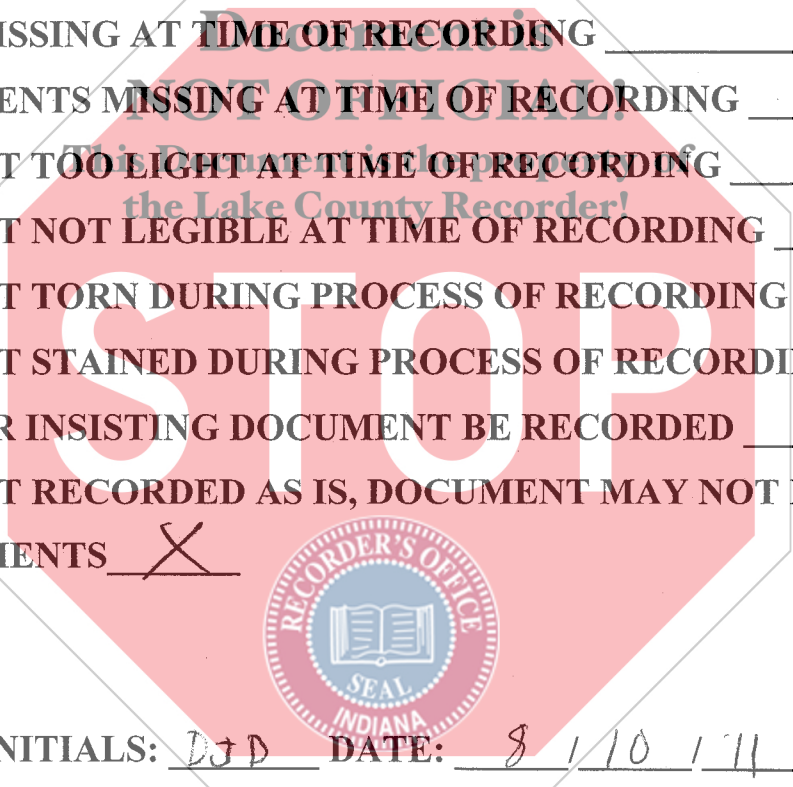 ISSING AT TIME OF RECORDING
Document is
ENTS MISSING AT TIME OF RECORDING
NOT OFFICIAL!
T TOO LIGHT AT TIME OF RECORDING
This Document is the property of
the Lake County Recorder!
T NOT LEGIBLE AT TIME OF RECORDING
T TORN DURING PROCESS OF RECORDING
STOP
T STAINED DURING PROCESS OF RECORDI
R INSISTING DOCUMENT BE RECORDED
T RECORDED AS IS, DOCUMENT MAY NOT
MENTS X
RECORDER'S OFFICE
SEAL
INDIANA
NITIALS: DJD DATE: 8 / 10 / 11